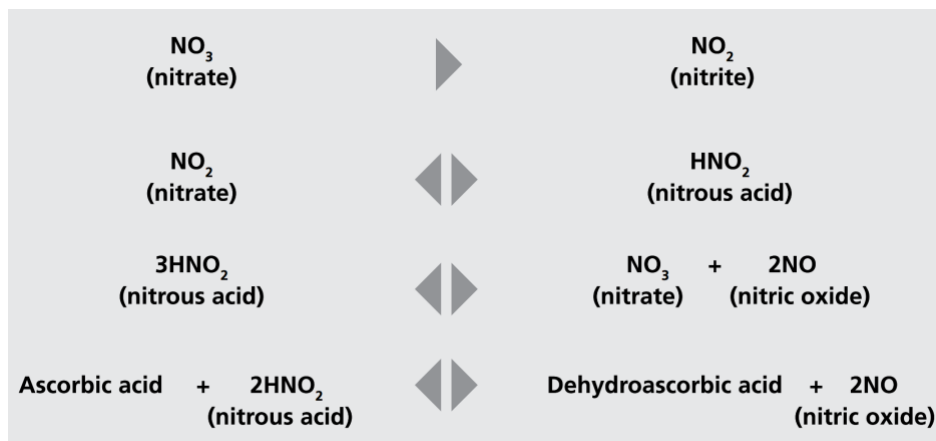 NO₃ NO₂
(nitrate) (nitrite)
NO₂ HNO₂
(nitrate) (nitrous acid)
3HNO₂ NO₃ + 2NO
(nitrous acid) (nitrate) (nitric oxide)
Ascorbic acid + 2HNO₂ Dehydroascorbic acid + 2NO
(nitrous acid) (nitric oxide)